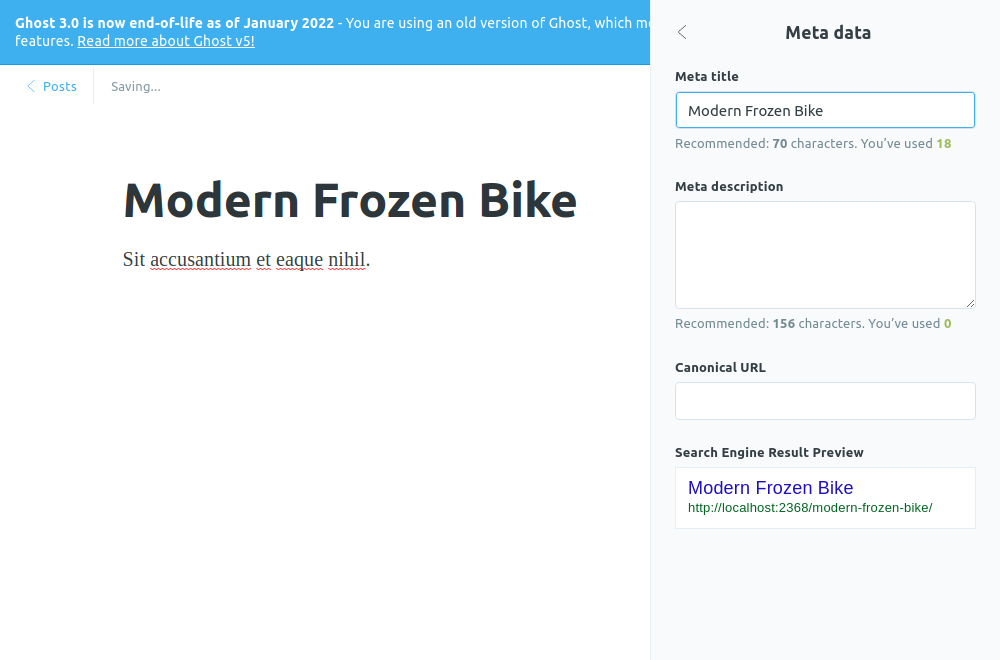 Ghost 3.0 is now end-of-life as of January 2022 - You are using an old version of Ghost, which
features. Read more about Ghost v5!
Posts
Saving...
Modern Frozen Bike
Sit accusantium et eaque nihil.
Meta data
Meta title
Modern Frozen Bike
Recommended: 70 characters. You've used 18
Meta description
Recommended: 156 characters. You've used 0
Canonical URL
Search Engine Result Preview
Modern Frozen Bike
http://localhost:2368/modern-frozen-bike/